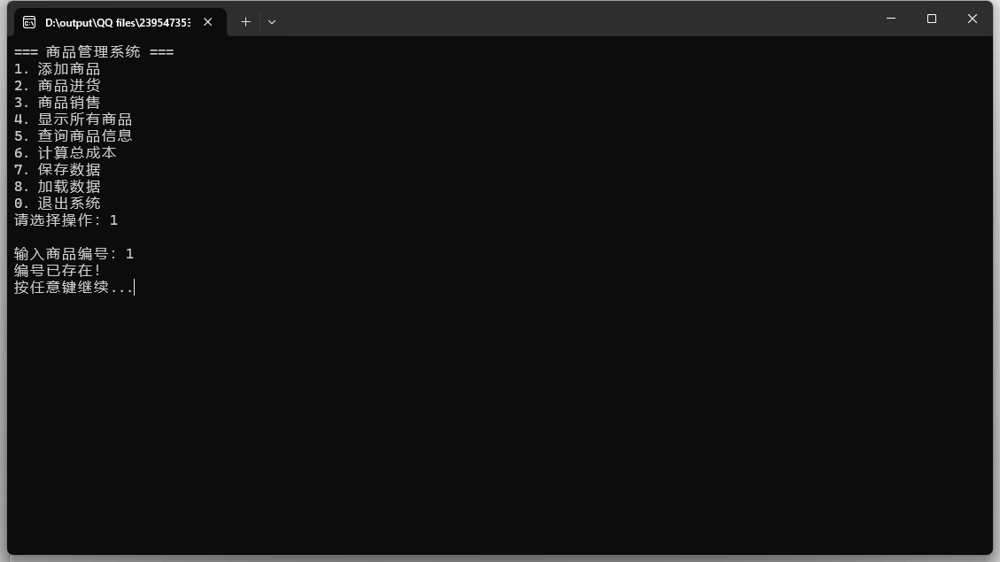 D:\output\QQ files\239547353
=== 商品管理系统 ===
1. 添加商品
2. 商品进货
3. 商品销售
4. 显示所有商品
5. 查询商品信息
6. 计算总成本
7. 保存数据
8. 加载数据
0. 退出系统
请选择操作: 1
输入商品编号: 1
编号已存在!
按任意键继续...